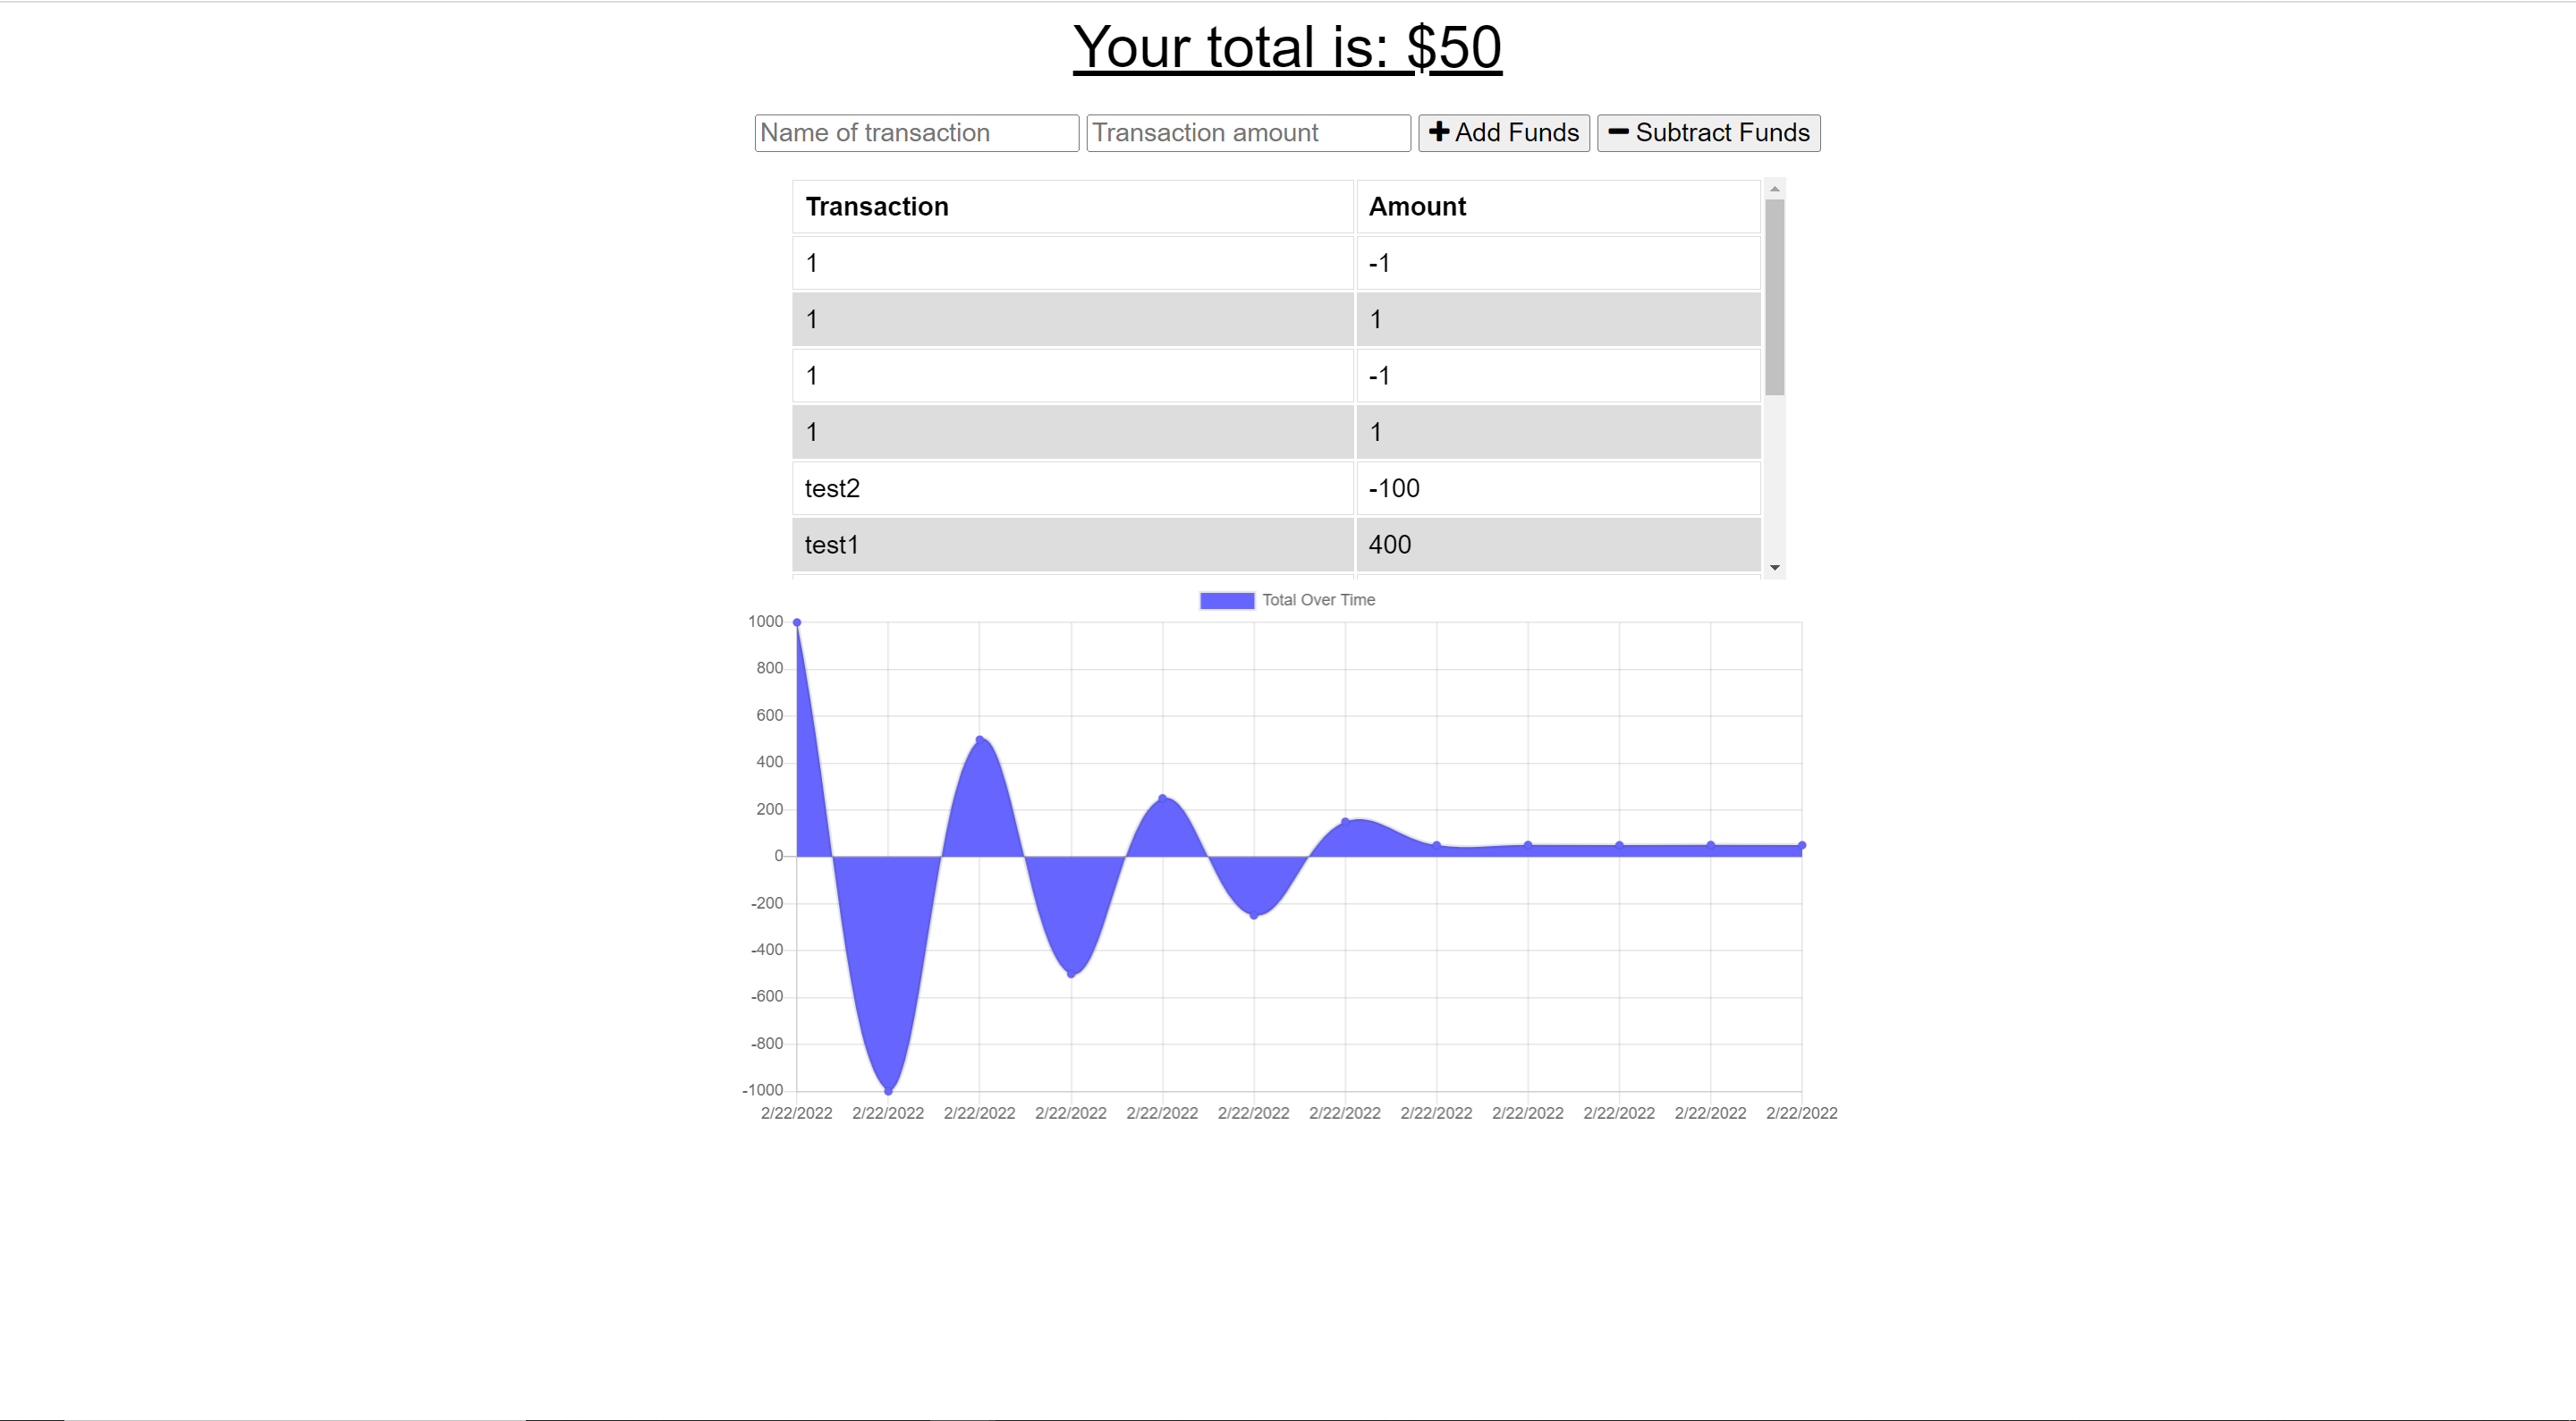 Your total is: $50
Name of transaction Transaction amount Add Funds Subtract Funds
Transaction Amount
1 -1
1 1
1 -1
1 1
test2 -100
test1 400
Total Over Time
1000
800
600
400
200
0
-200
-400
-600
-800
-1000
2/22/2022 2/22/2022 2/22/2022 2/22/2022 2/22/2022 2/22/2022 2/22/2022 2/22/2022 2/22/2022 2/22/2022 2/22/2022 2/22/2022